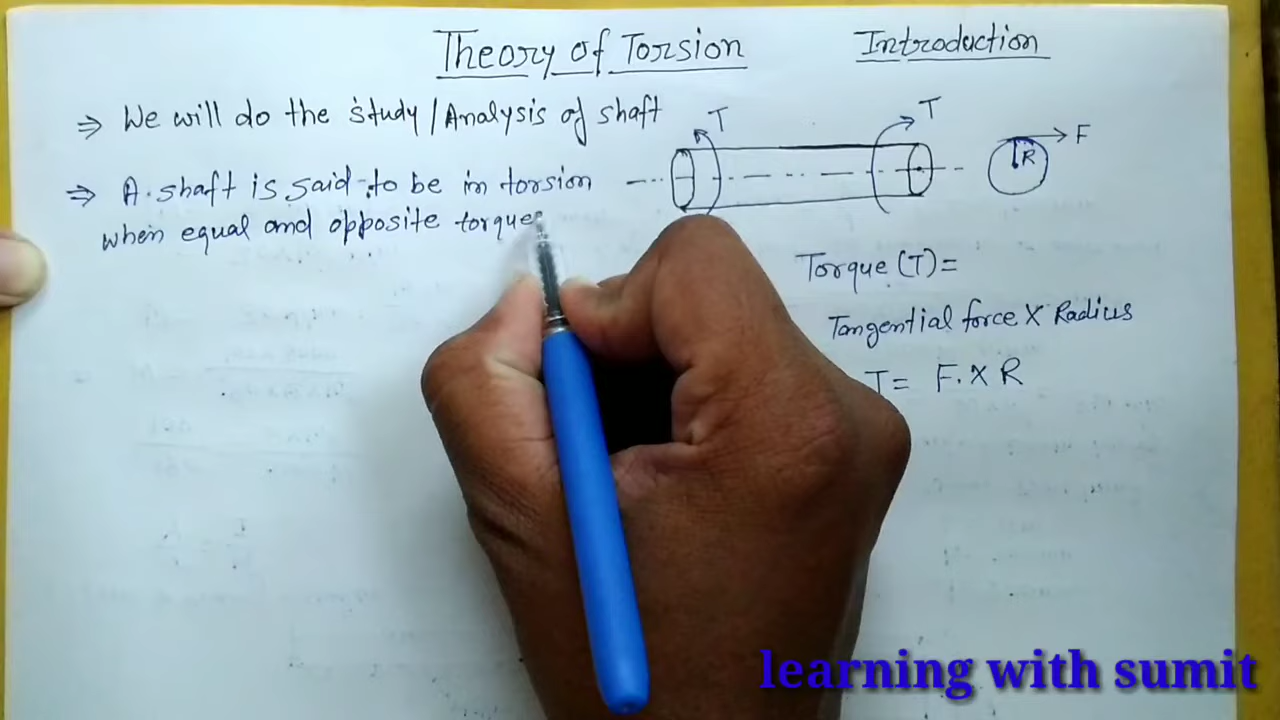 Theory of Torsion
Introduction
⇒ We will do the study / Analysis of shaft
⇒ A shaft is said to be in torsion
when equal and opposite torque
T
T
F
R
Torque (T) =
Tangential force X Radius
T = F. X R
learning with sumit